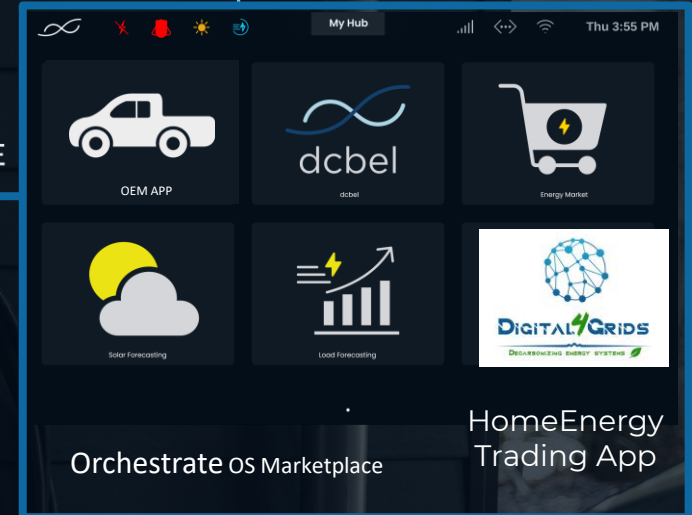 My Hub
Thu 3:55 PM
E
OEM APP
dcbel
dcbel
Energy Market
Solar Forecasting
Load Forecasting
DIGITAL4GRIDS
DECARBONIZING ENERGY SYSTEMS
HomeEnergy
Trading App
Orchestrate OS Marketplace